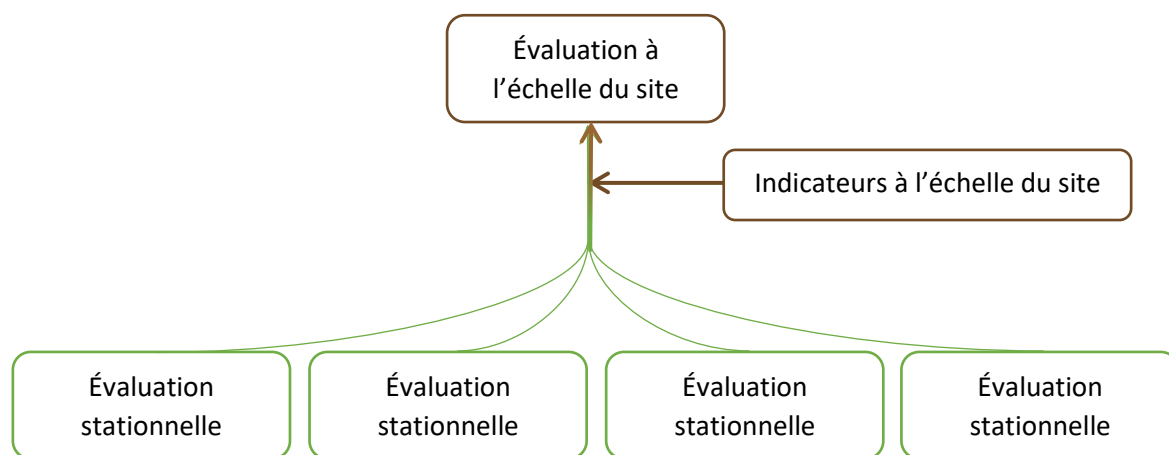 Évaluation à
l’échelle du site
Indicateurs à l’échelle du site
Évaluation
stationnelle
Évaluation
stationnelle
Évaluation
stationnelle
Évaluation
stationnelle